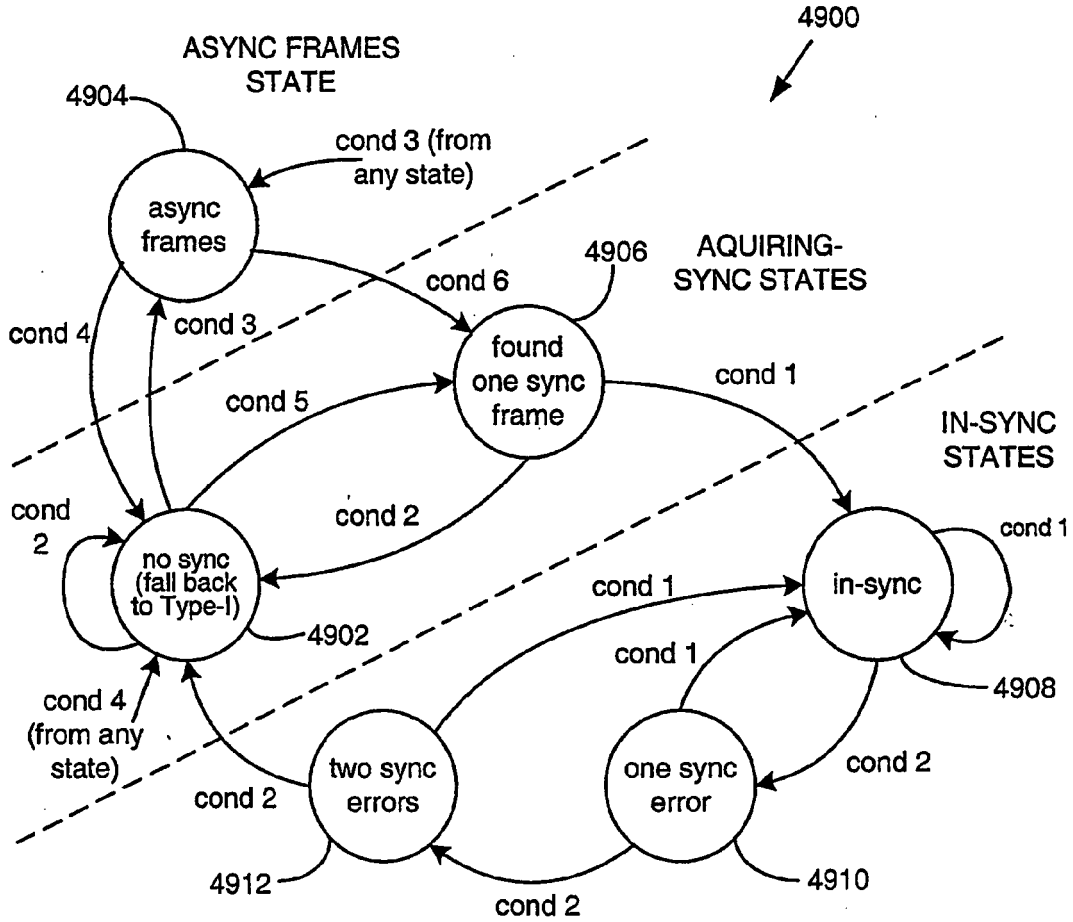 4900
ASYNC FRAMES
STATE
4904
cond 3 (from
any state)
async
frames
4906
AQUIRING-
SYNC STATES
cond 6
cond 4
cond 3
found
one sync
frame
cond 1
cond 5
IN-SYNC
STATES
cond
2
cond 2
cond 1
no sync
(fall back
to Type-I)
cond 1
in-sync
4902
cond 1
4908
cond 4
(from any
state)
two sync
errors
one sync
error
cond 2
cond 2
4912
4910
cond 2